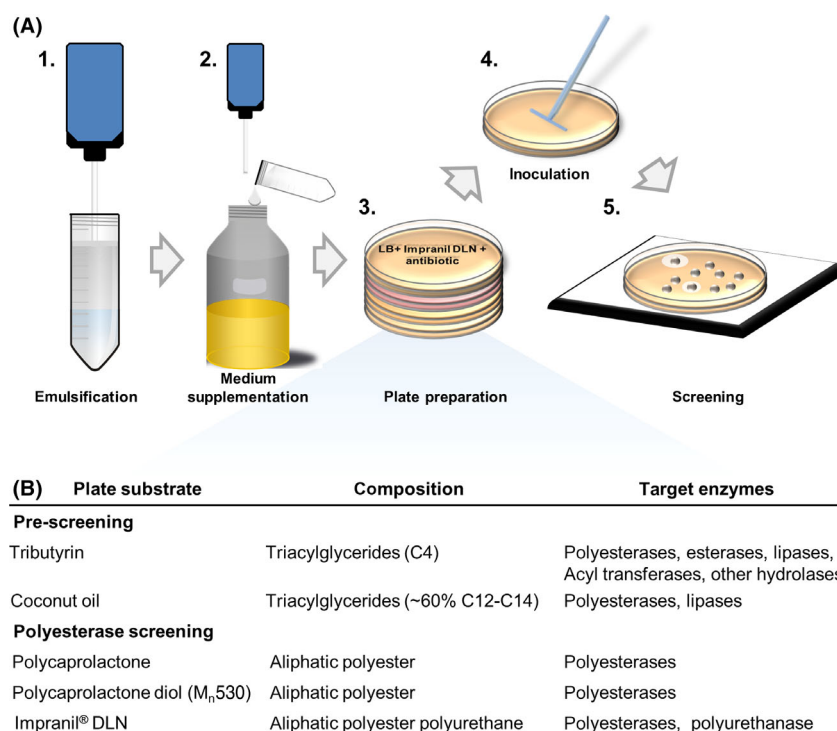 (A)
1.
2.
3.
4.
5.
Inoculation
LB+ Impranil DLN +
antibiotic
Emulsification
Medium
supplementation
Plate preparation
Screening
(B) Plate substrate Composition Target enzymes
Pre-screening
Tributyrin Triacylglycerides (C4) Polyesterases, esterases, lipases,
Acyl transferases, other hydrolases
Coconut oil Triacylglycerides (~60% C12-C14) Polyesterases, lipases
Polyesterase screening
Polycaprolactone Aliphatic polyester Polyesterases
Polycaprolactone diol (Mn530) Aliphatic polyester Polyesterases
Impranil® DLN Aliphatic polyester polyurethane Polyesterases, polyurethanase